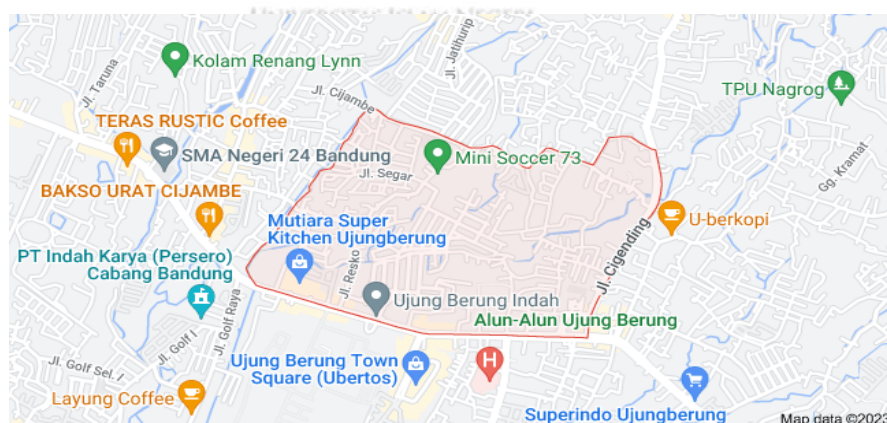 Kolam Renang Lynn
Jl. Jatihurip
Jl. Taruna
Jl. Cijambe
TPU Nagrog
TERAS RUSTIC Coffee
SMA Negeri 24 Bandung
Mini Soccer 73
Jl. Segar
Gg. Kramat
BAKSO URAT CIJAMBE
U-berkopi
Mutiara Super
Kitchen Ujungberung
PT Indah Karya (Persero)
Cabang Bandung
Jl. Resko
Jl. Cigending
Ujung Berung Indah
Jl. Golf Raya
Alun-Alun Ujung Berung
Jl. Golf I
Jl. Golf Sel. I
Ujung Berung Town
Square (Ubertos)
H
Layung Coffee
Superindo Ujungberung
Map data ©2023